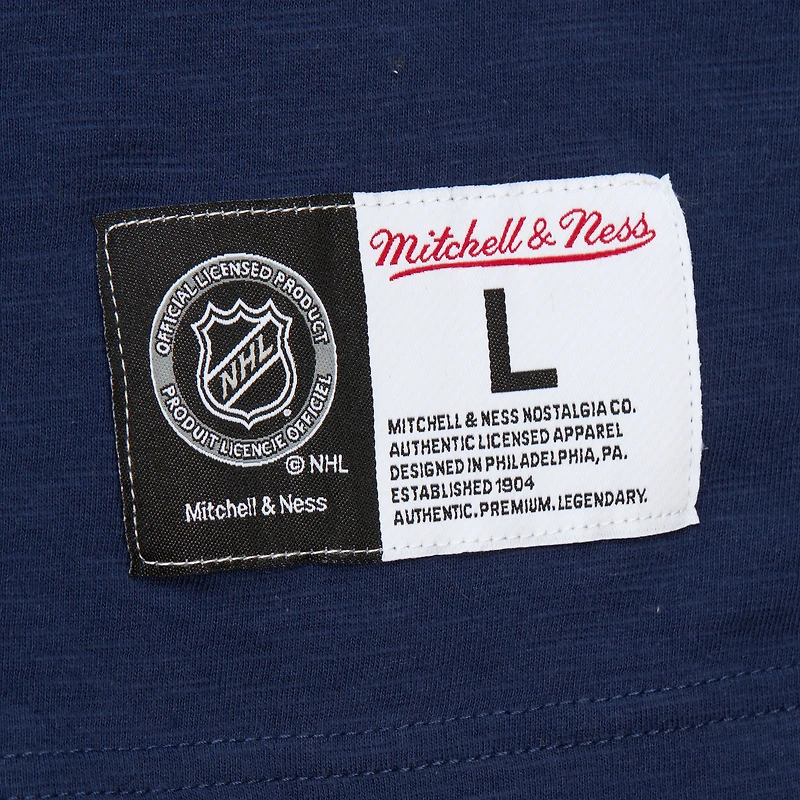 OFFICIAL LICENSED PRODUCT
NHL
PRODUIT LICENCIÉ OFFICIEL
© NHL
Mitchell & Ness
Mitchell & Ness
L
MITCHELL & NESS NOSTALGIA CO.
AUTHENTIC LICENSED APPAREL
DESIGNED IN PHILADELPHIA, PA.
ESTABLISHED 1904
AUTHENTIC. PREMIUM. LEGENDARY.